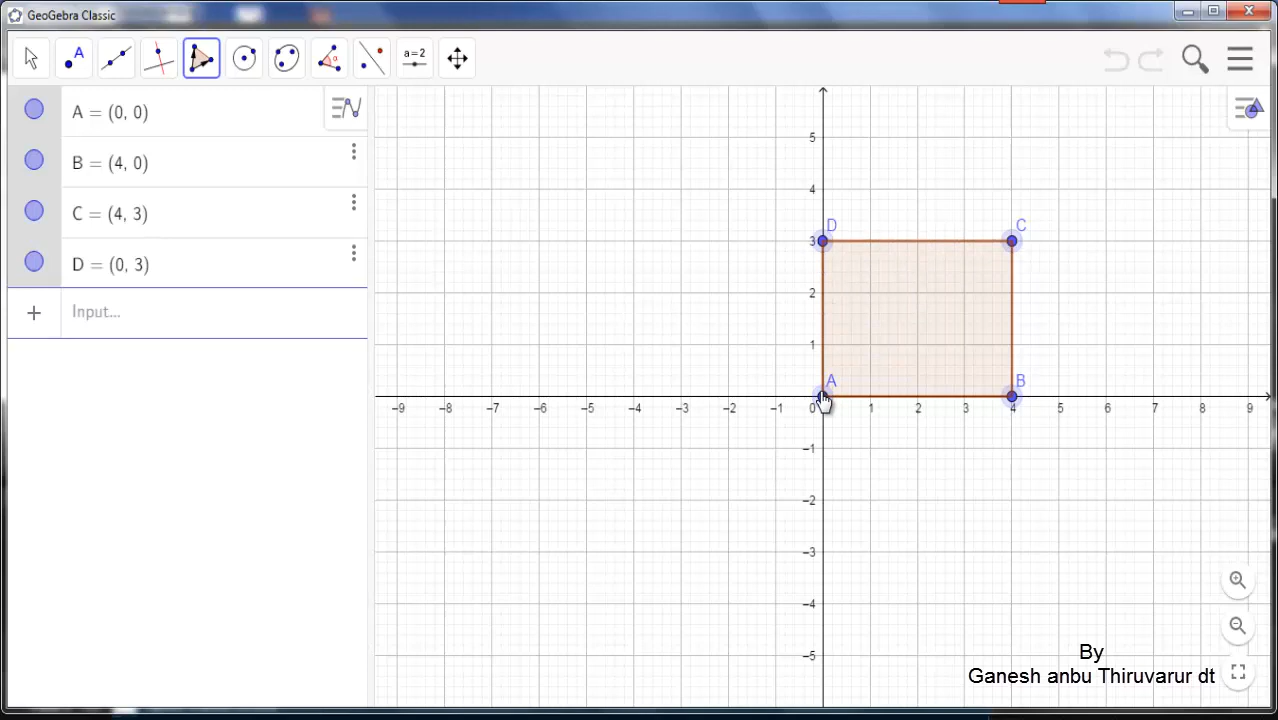 GeoGebra Classic
A
a=2
A = (0, 0)
B = (4, 0)
C = (4, 3)
D = (0, 3)
+ Input...
5
4
D
C
3
2
1
A
B
−9 −8 −7 −6 −5 −4 −3 −2 −1 0 1 2 3 4 5 6 7 8 9
−1
−2
−3
−4
−5
By
Ganesh anbu Thiruvarur dt